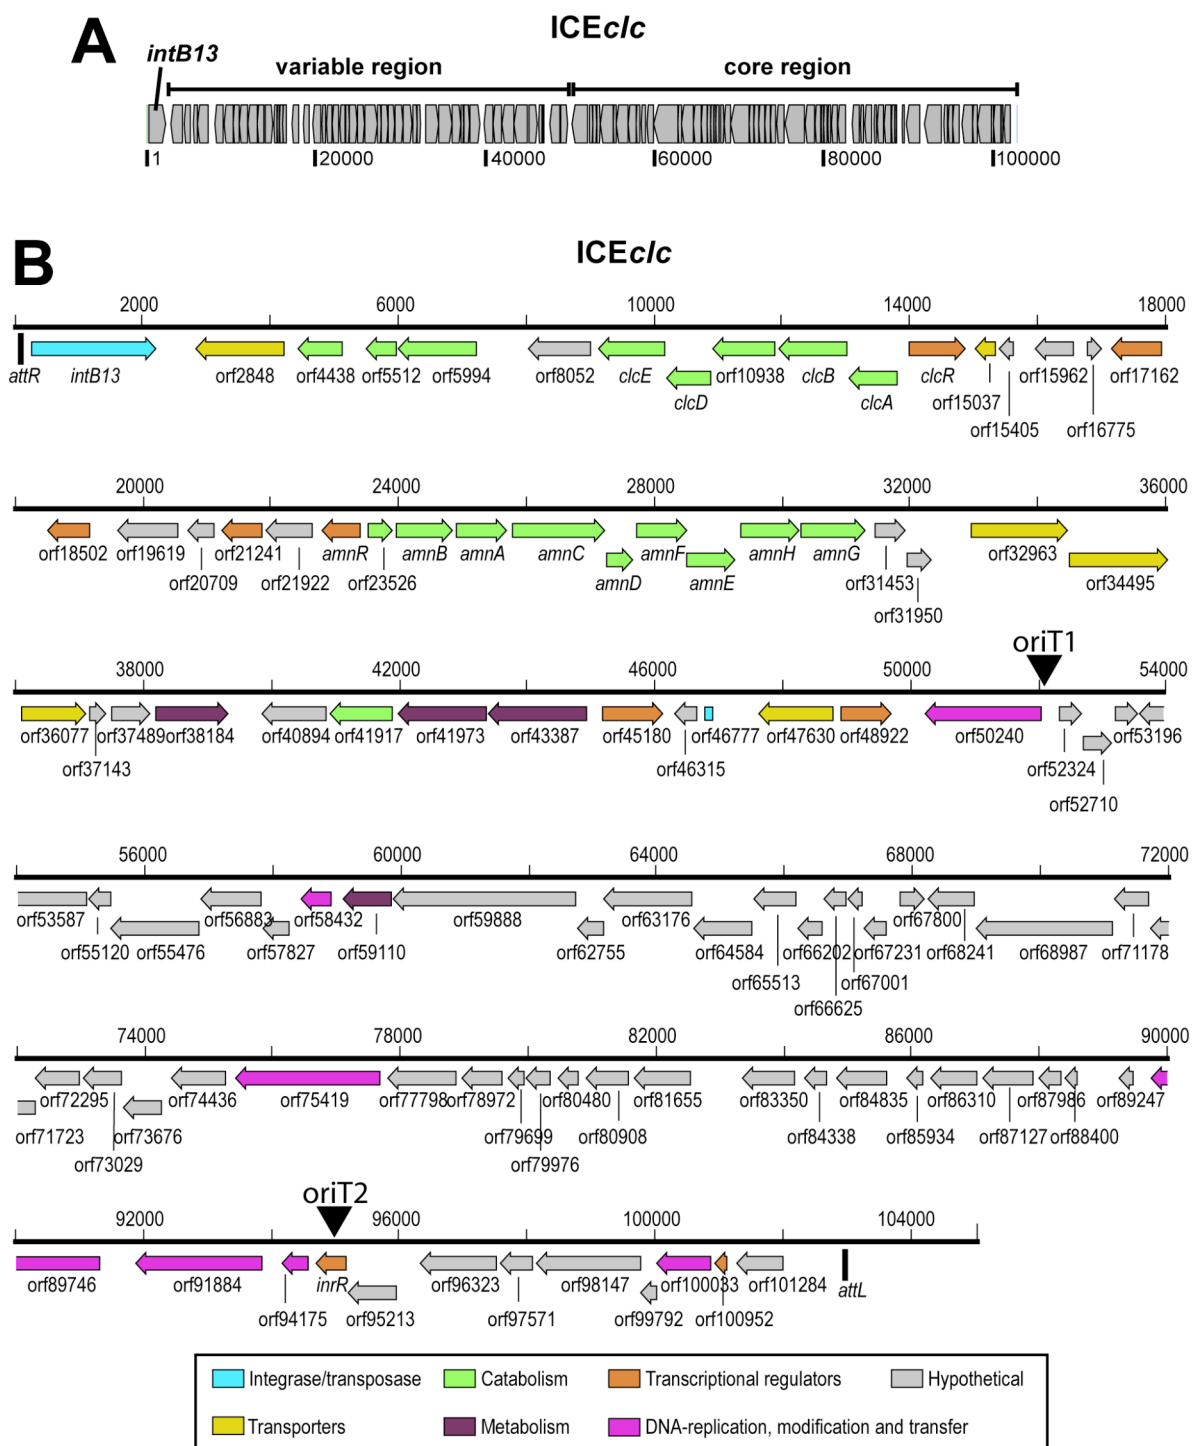 A
ICEclc
intB13
variable region
core region
1
20000
40000
60000
80000
100000
B
ICEclc
2000
6000
10000
14000
18000
attR
intB13
orf2848
orf4438
orf5512
orf5994
orf8052
clcE
orf10938
clcB
clcR
orf15962
orf17162
clcD
clcA
orf15037
orf15405
orf16775
20000
24000
28000
32000
36000
orf18502
orf19619
orf21241
amnR
amnB
amnA
amnC
amnF
amnH
amnG
orf32963
orf20709
orf21922
orf23526
amnD
amnE
orf31453
orf34495
orf31950
oriT1
38000
42000
46000
50000
54000
orf36077
orf37489
orf38184
orf40894
orf41917
orf41973
orf43387
orf45180
orf46777
orf47630
orf48922
orf50240
orf53196
orf37143
orf46315
orf52324
orf52710
56000
60000
64000
68000
72000
orf53587
orf56883
orf58432
orf59888
orf63176
orf67800
orf55120
orf55476
orf57827
orf59110
orf62755
orf64584
orf66202
orf67231
orf68241
orf68987
orf71178
orf65513
orf67001
orf66625
74000
78000
82000
86000
90000
orf72295
orf74436
orf75419
orf77798
orf78972
orf80480
orf81655
orf83350
orf84835
orf86310
orf87986
orf89247
orf71723
orf73676
orf79699
orf80908
orf84338
orf85934
orf87127
orf88400
orf73029
orf79976
oriT2
92000
96000
100000
104000
orf89746
orf91884
inrR
orf96323
orf98147
orf100033
orf101284
attL
orf94175
orf95213
orf97571
orf99792
orf100952
Integrase/transposase
Catabolism
Transcriptional regulators
Hypothetical
Transporters
Metabolism
DNA-replication, modification and transfer